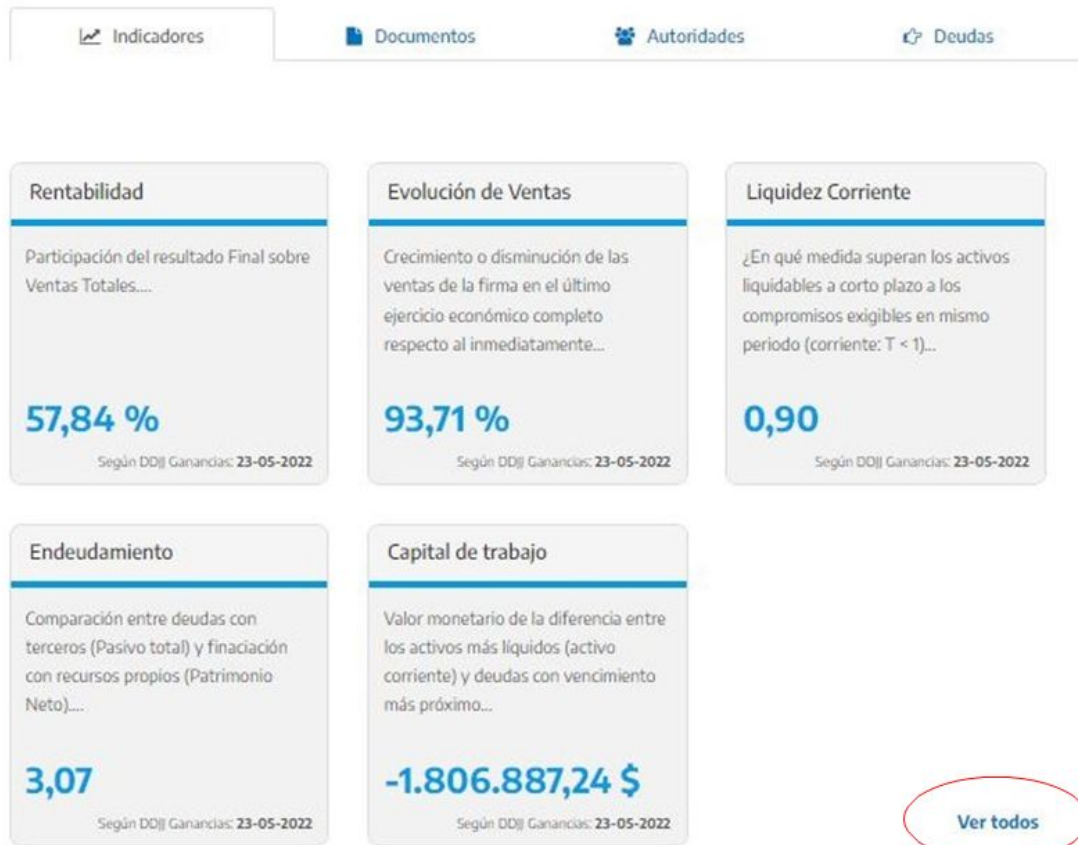 Indicadores
Documentos
Autoridades
Deudas
Rentabilidad
Participación del resultado Final sobre
Ventas Totales....
57,84 %
Según DDJJ Ganancias: 23-05-2022
Evolución de Ventas
Crecimiento o disminución de las
ventas de la firma en el último
ejercicio económico completo
respecto al inmediatamente...
93,71 %
Según DDJJ Ganancias: 23-05-2022
Liquidez Corriente
¿En qué medida superan los activos
liquidables a corto plazo a los
compromisos exigibles en mismo
periodo (corriente: T < 1)...
0,90
Según DDJJ Ganancias: 23-05-2022
Endeudamiento
Comparación entre deudas con
terceros (Pasivo total) y finaciación
con recursos propios (Patrimonio
Neto)....
3,07
Según DDJJ Ganancias: 23-05-2022
Capital de trabajo
Valor monetario de la diferencia entre
los activos más líquidos (activo
corriente) y deudas con vencimiento
más próximo...
-1.806.887,24 $
Según DDJJ Ganancias: 23-05-2022
Ver todos